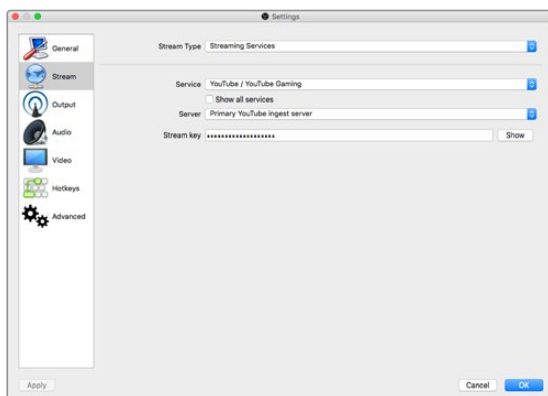 Settings
General
Stream
Output
Audio
Video
Hotkeys
Advanced
Stream Type Streaming Services
Service YouTube / YouTube Gaming
Show all services
Server Primary YouTube ingest server
Stream key ••••••••••••••••••• Show
Apply Cancel OK